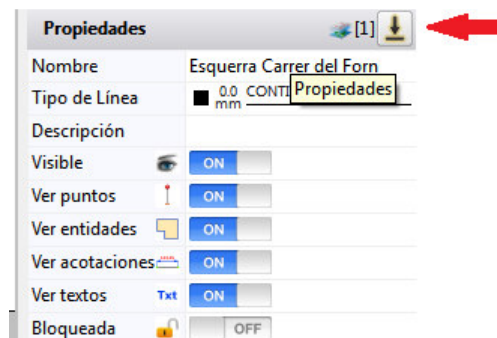 Propiedades [1]
Nombre Esquerra Carrer del Forn
Tipo de Línea 0.0 mm CONTI
Propiedades
Descripción
Visible ON
Ver puntos ON
Ver entidades ON
Ver acotaciones ON
Ver textos Txt ON
Bloqueada OFF